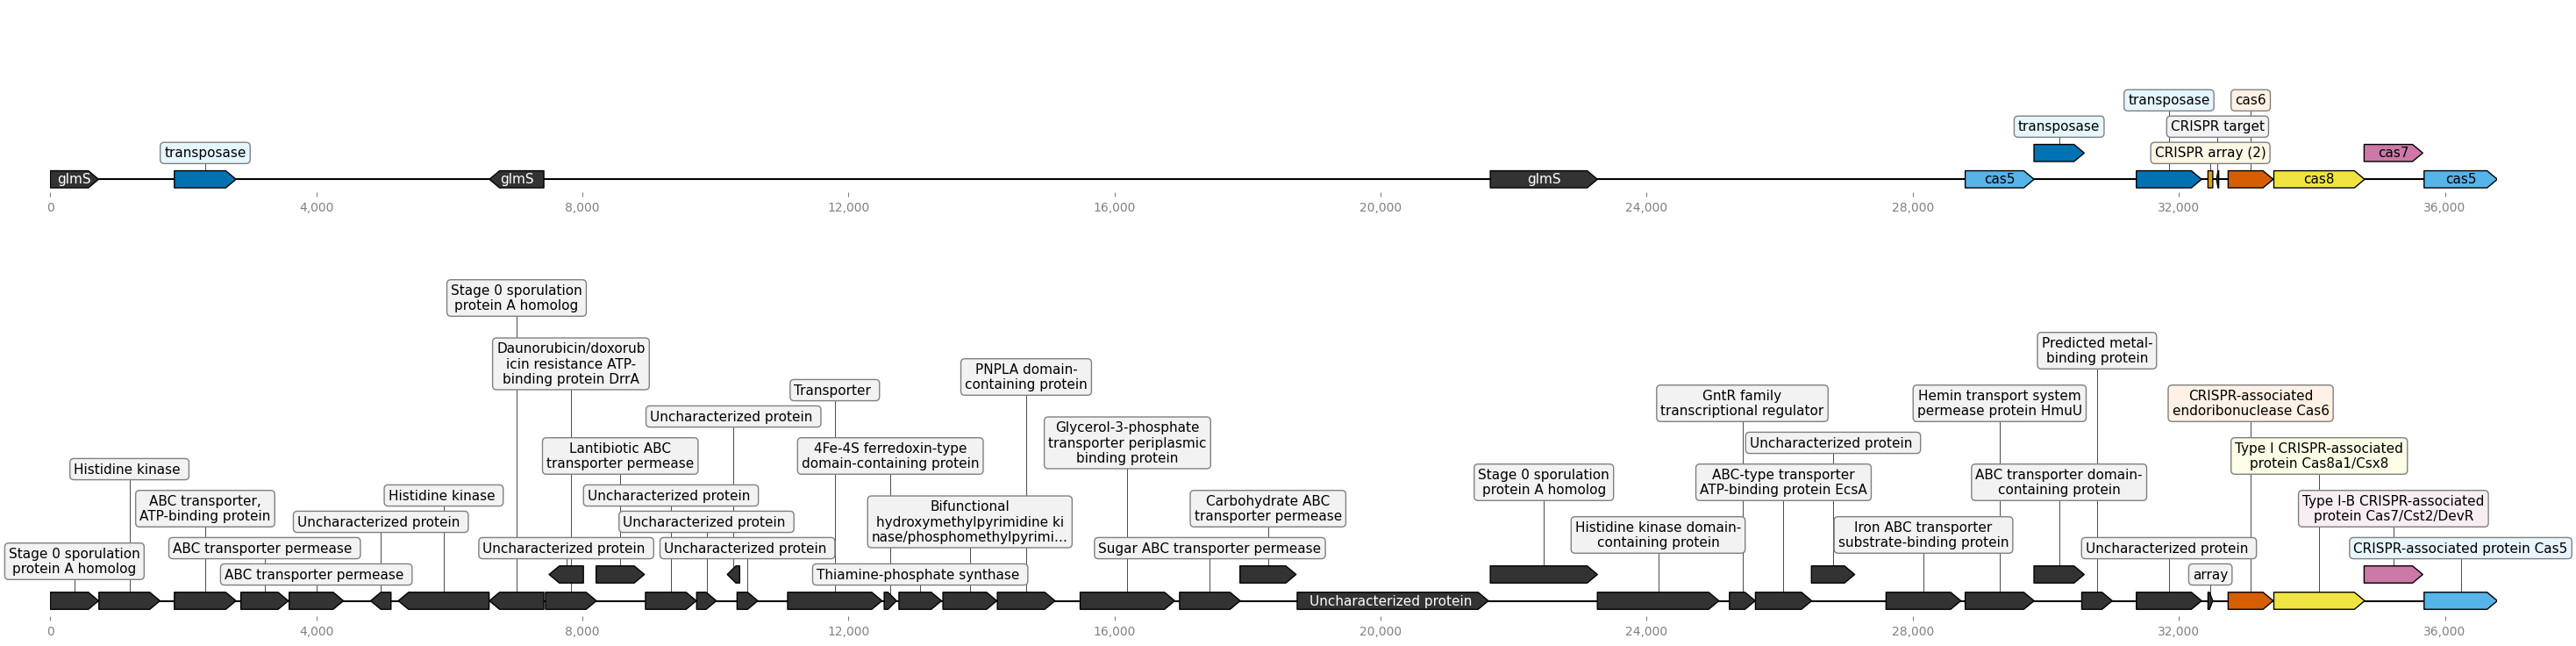 transposase
cas6
CRISPR target
transposase
transposase
CRISPR array (2)
cas7
glmS
glmS
glmS
cas5
cas8
cas5
0
4,000
8,000
12,000
16,000
20,000
24,000
28,000
32,000
36,000
Stage 0 sporulation
protein A homolog
Daunorubicin/doxorub
icin resistance ATP-
binding protein DrrA
Predicted metal-
binding protein
PNPLA domain-
containing protein
Transporter
Uncharacterized protein
GntR family
transcriptional regulator
Hemin transport system
permease protein HmuU
CRISPR-associated
endoribonuclease Cas6
Glycerol-3-phosphate
transporter periplasmic
binding protein
Uncharacterized protein
Lantibiotic ABC
transporter permease
4Fe-4S ferredoxin-type
domain-containing protein
Type I CRISPR-associated
protein Cas8a1/Csx8
Histidine kinase
ABC transporter,
ATP-binding protein
Histidine kinase
Uncharacterized protein
Stage 0 sporulation
protein A homolog
ABC-type transporter
ATP-binding protein EcsA
ABC transporter domain-
containing protein
Uncharacterized protein
Uncharacterized protein
Bifunctional
hydroxymethylpyrimidine ki
nase/phosphomethylpyrimi...
Carbohydrate ABC
transporter permease
Type I-B CRISPR-associated
protein Cas7/Cst2/DevR
Histidine kinase domain-
containing protein
Iron ABC transporter
substrate-binding protein
Stage 0 sporulation
protein A homolog
ABC transporter permease
Uncharacterized protein
Uncharacterized protein
Sugar ABC transporter permease
Uncharacterized protein
CRISPR-associated protein Cas5
ABC transporter permease
Thiamine-phosphate synthase
array
Uncharacterized protein
0
4,000
8,000
12,000
16,000
20,000
24,000
28,000
32,000
36,000